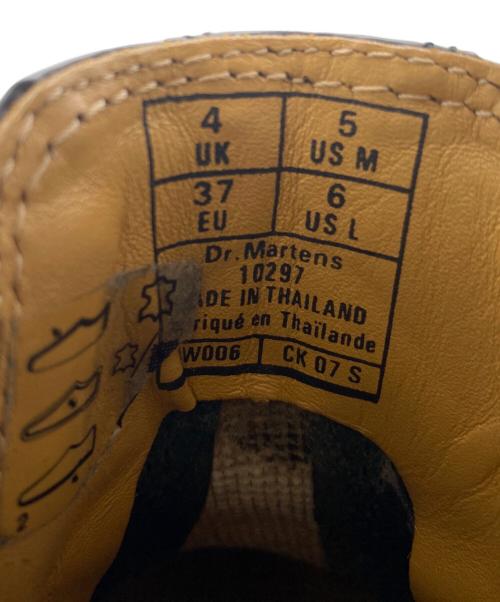 4 5
UK US M
37 6
EU US L
Dr. Martens
10297
ADE IN THAILAND
riqué en Thaïlande
W006 CK 07 S
2